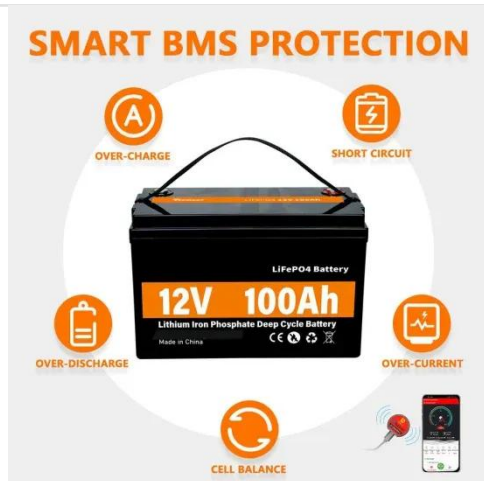 SMART BMS PROTECTION
OVER-CHARGE
SHORT CIRCUIT
LiFePO4 Battery
12V 100Ah
Lithium Iron Phosphate Deep Cycle Battery
Made in China
CE
OVER-DISCHARGE
OVER-CURRENT
CELL BALANCE